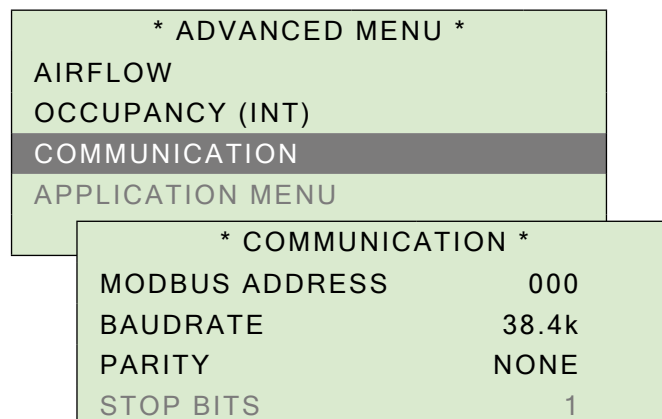 * ADVANCED MENU *
AIRFLOW
OCCUPANCY (INT)
COMMUNICATION
APPLICATION MENU
* COMMUNICATION *
MODBUS ADDRESS 000
BAUDRATE 38.4k
PARITY NONE
STOP BITS 1